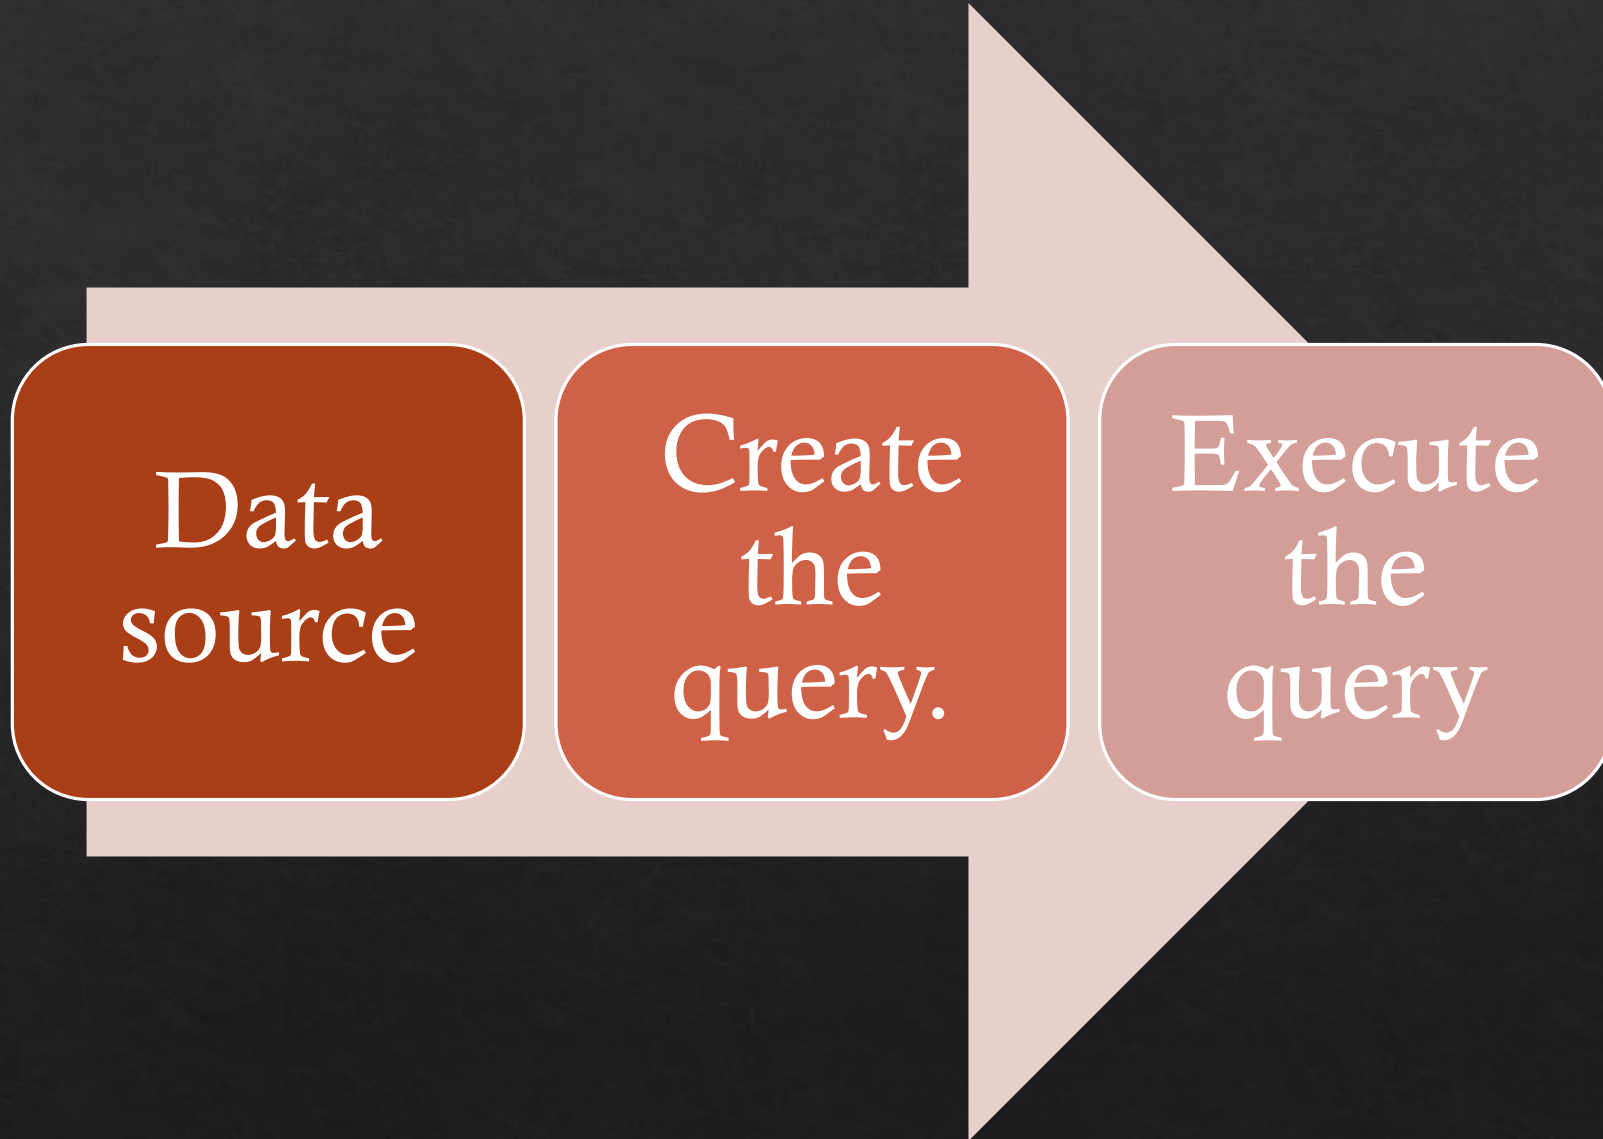 Data
source
Create
the
query.
Execute
the
query